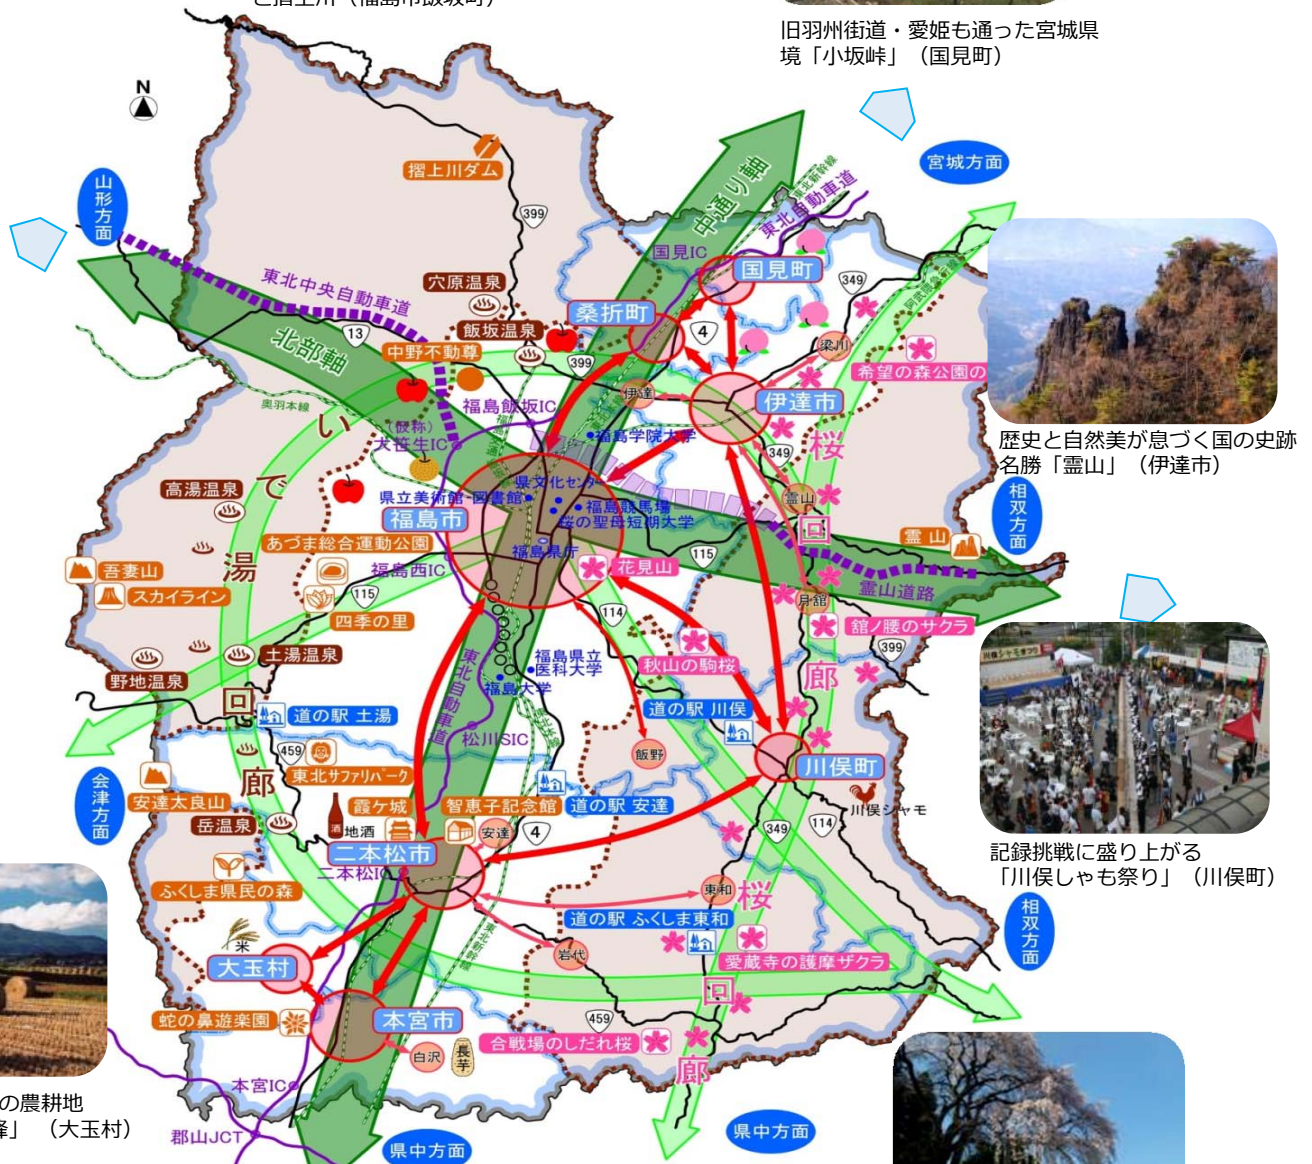 と摺上川（福島市飯坂町）
旧羽州街道・愛姫も通った宮城県
境「小坂峠」（国見町）
N
宮城方面
山形方面
摺上川ダム
399
中通り軸
東北新幹線
東北自動車道
国見IC
国見町
349
東北中央自動車道
穴原温泉
桑折町
4
13
北部軸
飯坂温泉
399
中野不動尊
梁川
希望の森公園の
奥羽本線
福島飯坂IC
伊達
伊達市
（仮称）
大笹生IC
福島学院大学
349
歴史と自然美が息づく国の史跡
名勝「霊山」（伊達市）
いで湯回廊
桜回廊
高湯温泉
県文化センター
県立美術館・図書館
福島競馬場
桜の聖母短期大学
福島市
霊山
相双方面
あづま総合運動公園
福島県庁
115
霊山
吾妻山
福島西IC
花見山
スカイライン
115
霊山道路
月舘
114
四季の里
舘ノ腰のサクラ
399
土湯温泉
秋山の駒桜
野地温泉
福島県立
医科大学
福島大学
東北自動車道
道の駅 土湯
道の駅 川俣
松川SIC
459
飯野
川俣町
東北サファリパーク
会津方面
安達太良山
霞ケ城
智恵子記念館
道の駅 安達
川俣シャモ
岳温泉
酒
地酒
安達
4
349
114
二本松市
二本松IC
記録挑戦に盛り上がる
「川俣しゃも祭り」（川俣町）
ふくしま県民の森
東和
桜回廊
道の駅 ふくしま東和
相双方面
米
東北新幹線
岩代
大玉村
愛蔵寺の護摩ザクラ
蛇の鼻遊楽園
本宮市
459
合戦場のしだれ桜
白沢
長芋
本宮IC
の農耕地
（大玉村）
郡山JCT
県中方面
県中方面